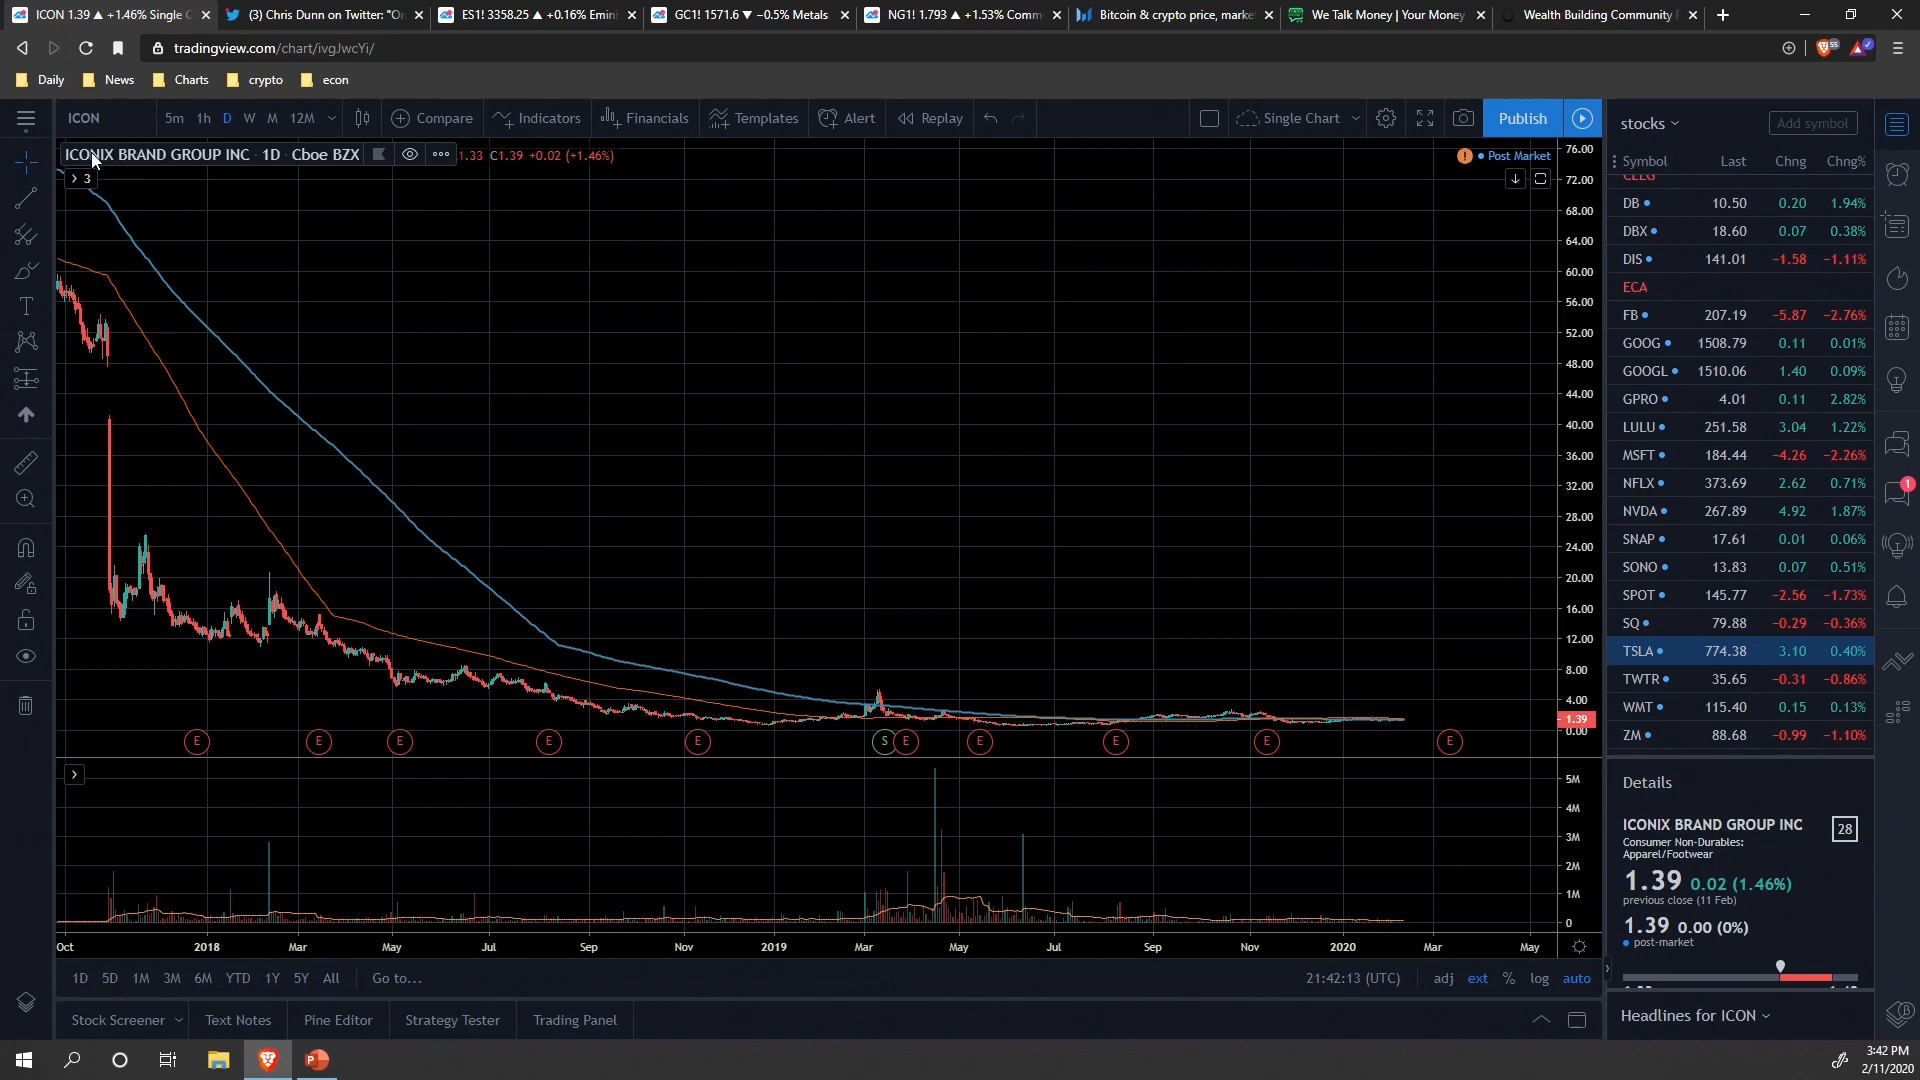 ICON 1.39 ▲ +1.46% Single C
(3) Chris Dunn on Twitter: "On
ES1! 3358.25 ▲ +0.16% Emini
GC1! 1571.6 ▼ −0.5% Metals
NG1! 1.793 ▲ +1.53% Comm
Bitcoin & crypto price, marke
We Talk Money | Your Money
Wealth Building Community
tradingview.com/chart/ivgJwcYi/
Daily News Charts crypto econ
ICON 5m 1h D W M 12M Compare Indicators Financials Templates Alert Replay Single Chart Publish
stocks Add symbol
ICONIX BRAND GROUP INC · 1D · Cboe BZX 1.33 C1.39 +0.02 (+1.46%)
Post Market
3
76.00
72.00
68.00
64.00
60.00
56.00
52.00
48.00
44.00
40.00
36.00
32.00
28.00
24.00
20.00
16.00
12.00
8.00
4.00
1.39
0.00
E E E E E S E E E E E
5M
4M
3M
2M
1M
0
Oct 2018 Mar May Jul Sep Nov 2019 Mar May Jul Sep Nov 2020 Mar May
1D 5D 1M 3M 6M YTD 1Y 5Y All Go to... 21:42:13 (UTC) adj ext % log auto
Stock Screener Text Notes Pine Editor Strategy Tester Trading Panel
Symbol Last Chng Chng%
CELG
DB 10.50 0.20 1.94%
DBX 18.60 0.07 0.38%
DIS 141.01 −1.58 −1.11%
ECA
FB 207.19 −5.87 −2.76%
GOOG 1508.79 0.11 0.01%
GOOGL 1510.06 1.40 0.09%
GPRO 4.01 0.11 2.82%
LULU 251.58 3.04 1.22%
MSFT 184.44 −4.26 −2.26%
NFLX 373.69 2.62 0.71%
NVDA 267.89 4.92 1.87%
SNAP 17.61 0.01 0.06%
SONO 13.83 0.07 0.51%
SPOT 145.77 −2.56 −1.73%
SQ 79.88 −0.29 −0.36%
TSLA 774.38 3.10 0.40%
TWTR 35.65 −0.31 −0.86%
WMT 115.40 0.15 0.13%
ZM 88.68 −0.99 −1.10%
Details
ICONIX BRAND GROUP INC 28
Consumer Non-Durables:
Apparel/Footwear
1.39 0.02 (1.46%)
previous close (11 Feb)
1.39 0.00 (0%)
post-market
Headlines for ICON
1
3:42 PM
2/11/2020